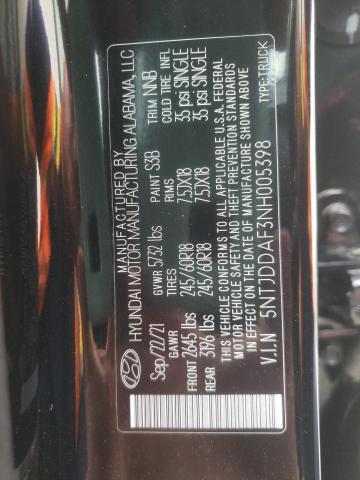 HYUNDAI MOTOR MANUFACTURING ALABAMA, LLC
Sep/22/21 GVWR 5732 lbs PAINT S3B TRIM NNB
GAWR TIRES RIMS COLD TIRE INFL
FRONT 2645 lbs 245/60R18 7.5JX18 35 psi SINGLE
REAR 3196 lbs 245/60R18 7.5JX18 35 psi SINGLE
THIS VEHICLE CONFORMS TO ALL APPLICABLE U.S.A. FEDERAL
MOTOR VEHICLE SAFETY AND THEFT PREVENTION STANDARDS
IN EFFECT ON THE DATE OF MANUFACTURE SHOWN ABOVE
V.I.N 5NTJDDAF3NH005398 TYPE:TRUCK